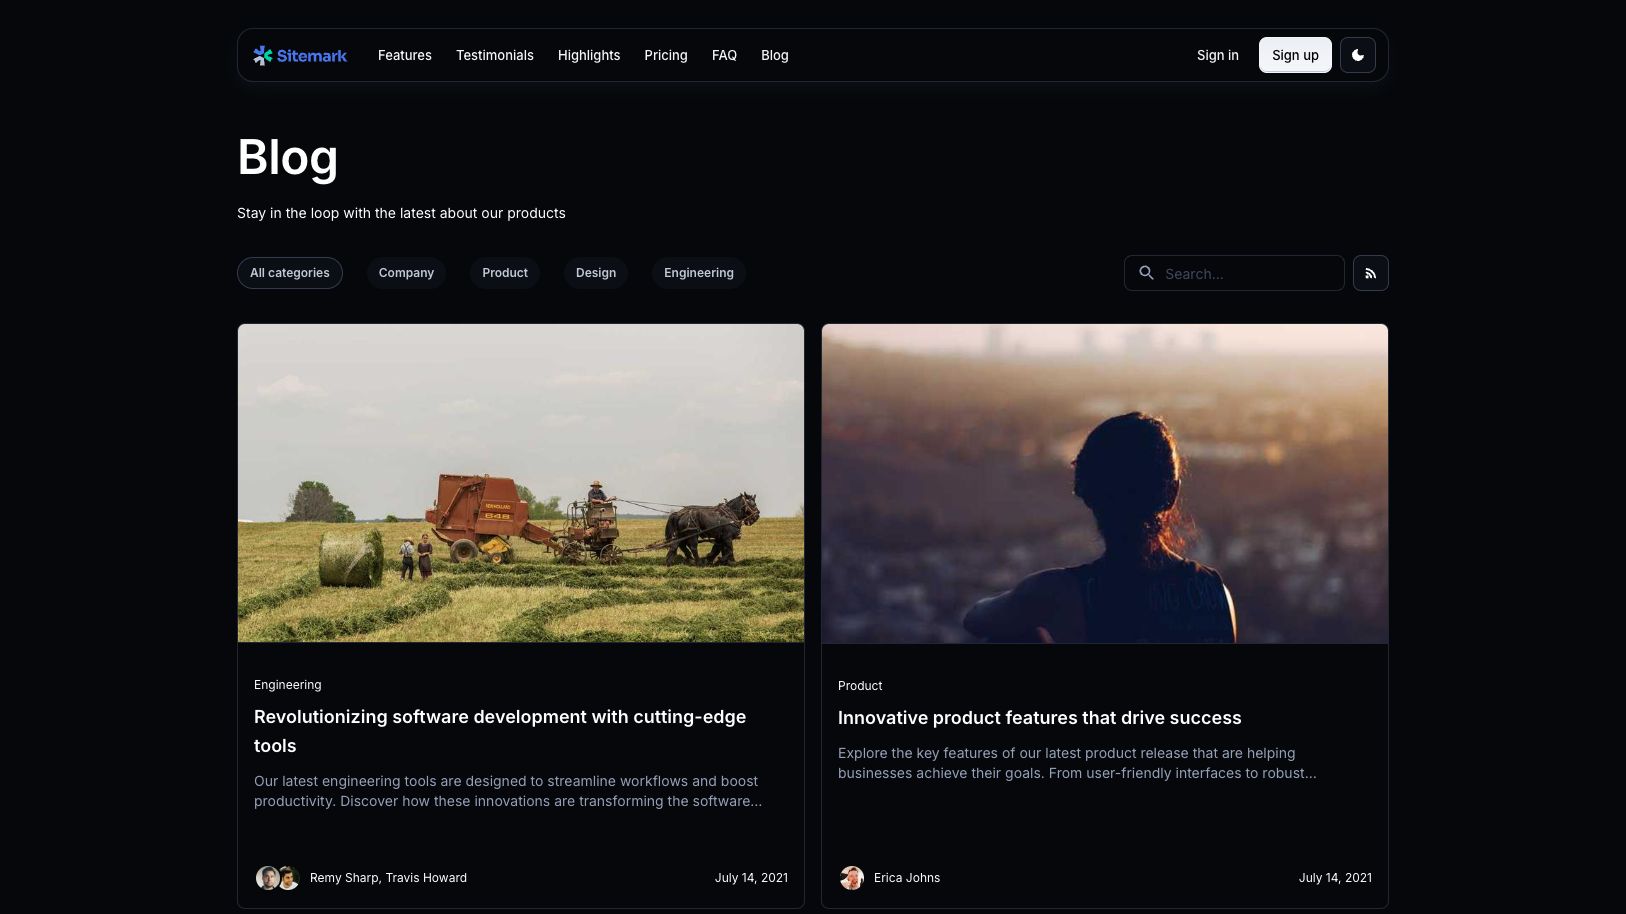 Sitemark
Features
Testimonials
Highlights
Pricing
FAQ
Blog
Sign in
Sign up
Blog
Stay in the loop with the latest about our products
All categories
Company
Product
Design
Engineering
Search...
NEW HOLLAND
648
Engineering
Revolutionizing software development with cutting-edge
tools
Our latest engineering tools are designed to streamline workflows and boost
productivity. Discover how these innovations are transforming the software...
Remy Sharp, Travis Howard
July 14, 2021
Product
Innovative product features that drive success
Explore the key features of our latest product release that are helping
businesses achieve their goals. From user-friendly interfaces to robust...
Erica Johns
July 14, 2021